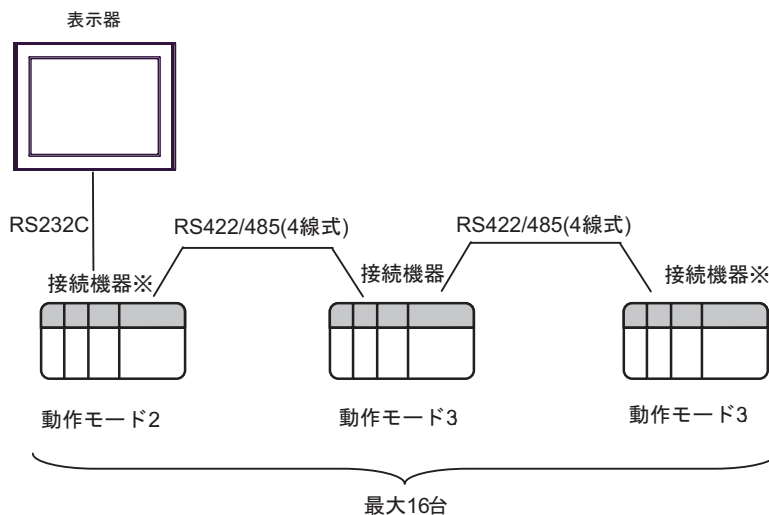 表示器
RS232C
RS422/485(4線式)
RS422/485(4線式)
接続機器※
接続機器
接続機器※
動作モード2
動作モード3
動作モード3
最大16台